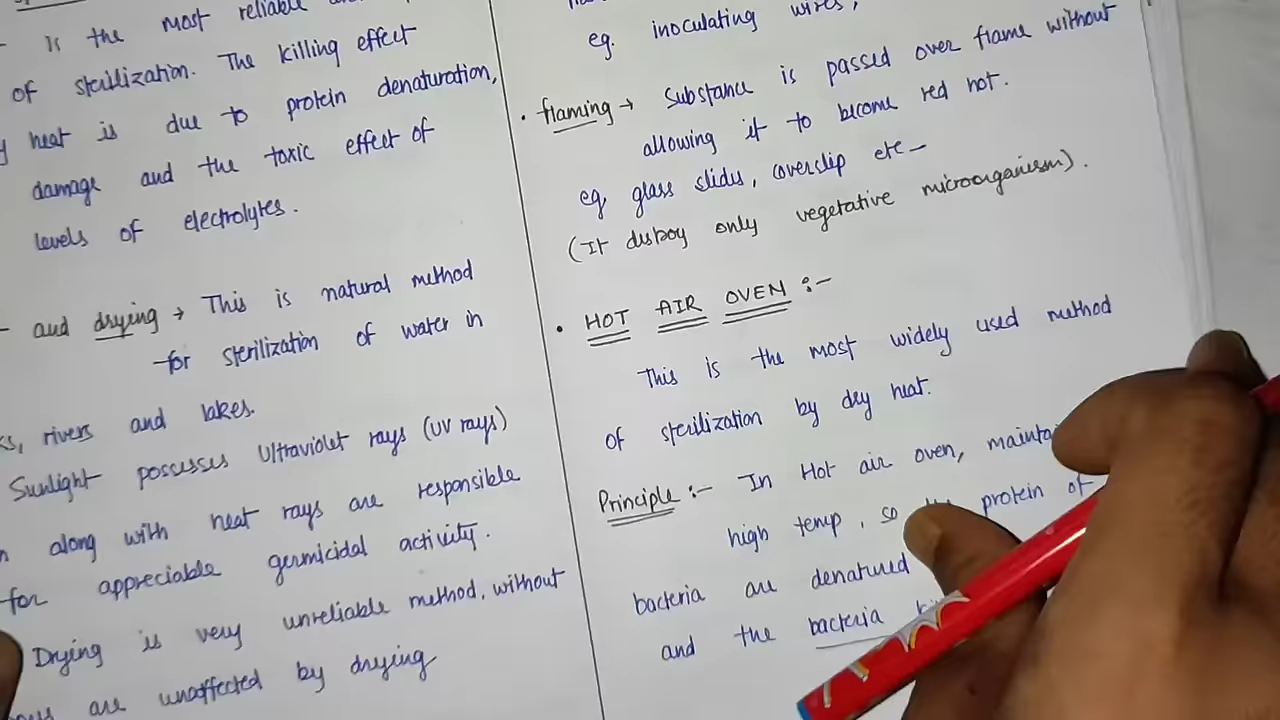 is the most reliable
of sterilization. The killing effect
heat is due to protein denaturation,
damage and the toxic effect of
levels of electrolytes.
and drying → This is natural method
for sterilization of water in
rivers and lakes.
Sunlight possesses Ultraviolet rays (UV rays)
along with heat rays are responsible
for appreciable germicidal activity.
Drying is very unreliable method, without
are unaffected by drying
eg. inoculating wires,
• flaming → Substance is passed over flame without
allowing it to become red hot.
eg. glass slides, coverslip etc -
(It distroy only vegetative microorganism).
• HOT AIR OVEN :-
This is the most widely used method
of sterilization by dry heat.
Principle :- In Hot air oven,
high temp, so protein of
bacteria are denatured
and the bacteria